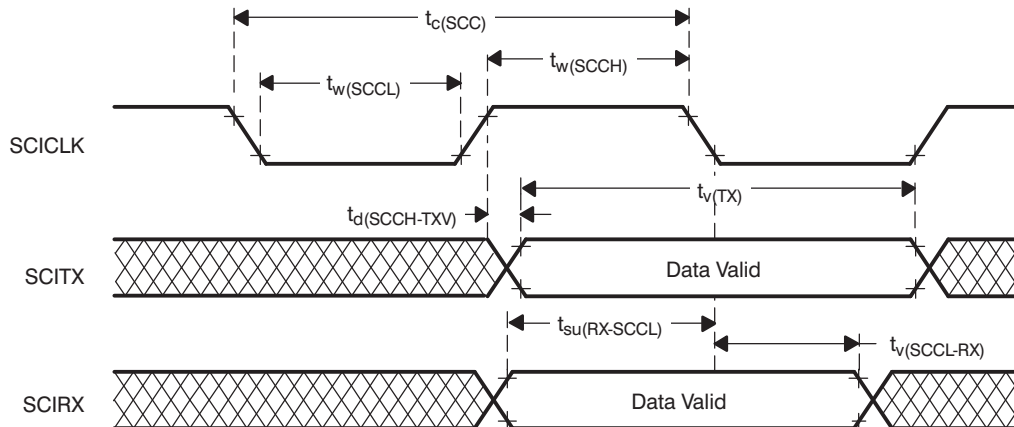 tc(SCC)
tw(SCCH)
tw(SCCL)
SCICLK
tv(TX)
td(SCCH-TXV)
SCITX
Data Valid
tsu(RX-SCCL)
tv(SCCL-RX)
SCIRX
Data Valid